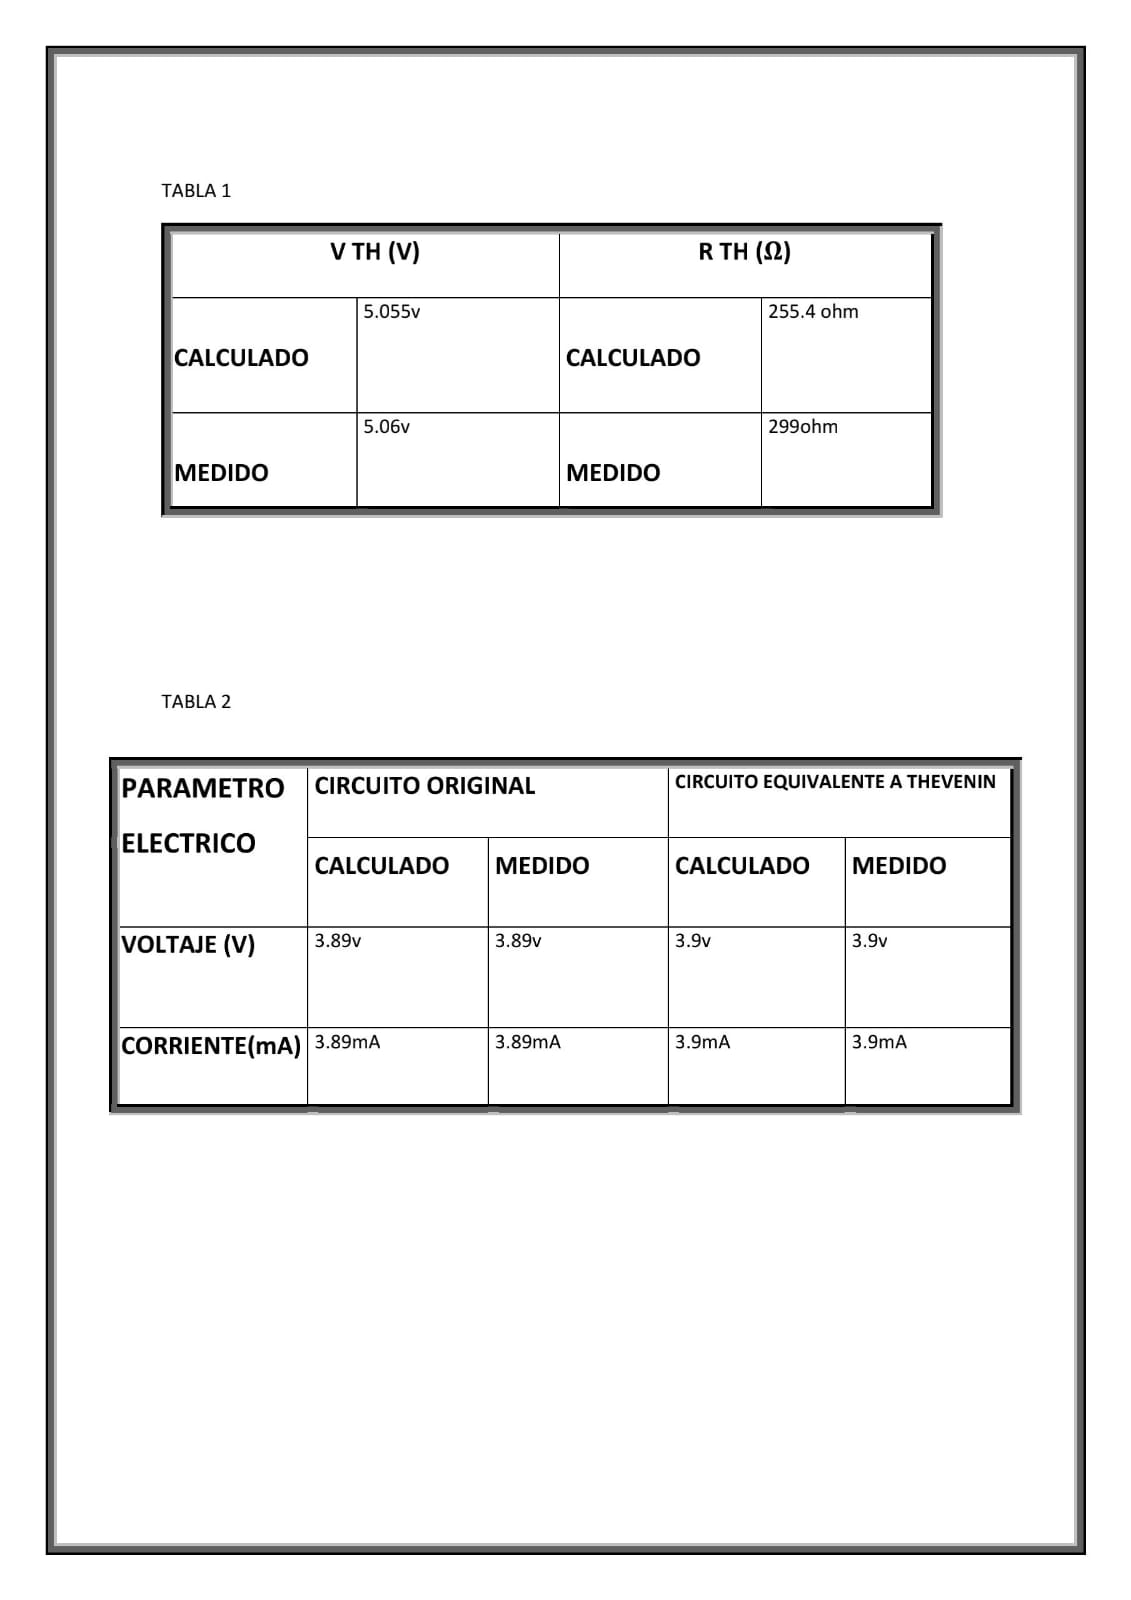 TABLA 1
V TH (V) R TH (Ω)
CALCULADO 5.055v CALCULADO 255.4 ohm
MEDIDO 5.06v MEDIDO 299ohm
TABLA 2
PARAMETRO ELECTRICO CIRCUITO ORIGINAL CIRCUITO EQUIVALENTE A THEVENIN
CALCULADO MEDIDO CALCULADO MEDIDO
VOLTAJE (V) 3.89v 3.89v 3.9v 3.9v
CORRIENTE(mA) 3.89mA 3.89mA 3.9mA 3.9mA